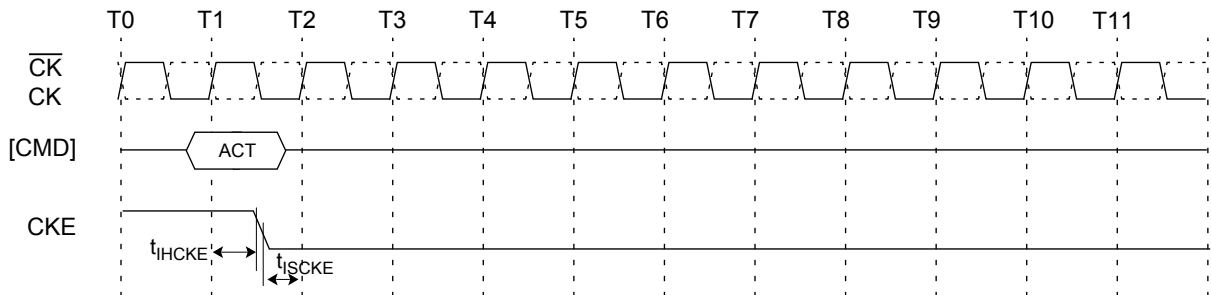 T0 T1 T2 T3 T4 T5 T6 T7 T8 T9 T10 T11
CK
CK
[CMD] ACT
CKE
tIHCKE
tISCKE